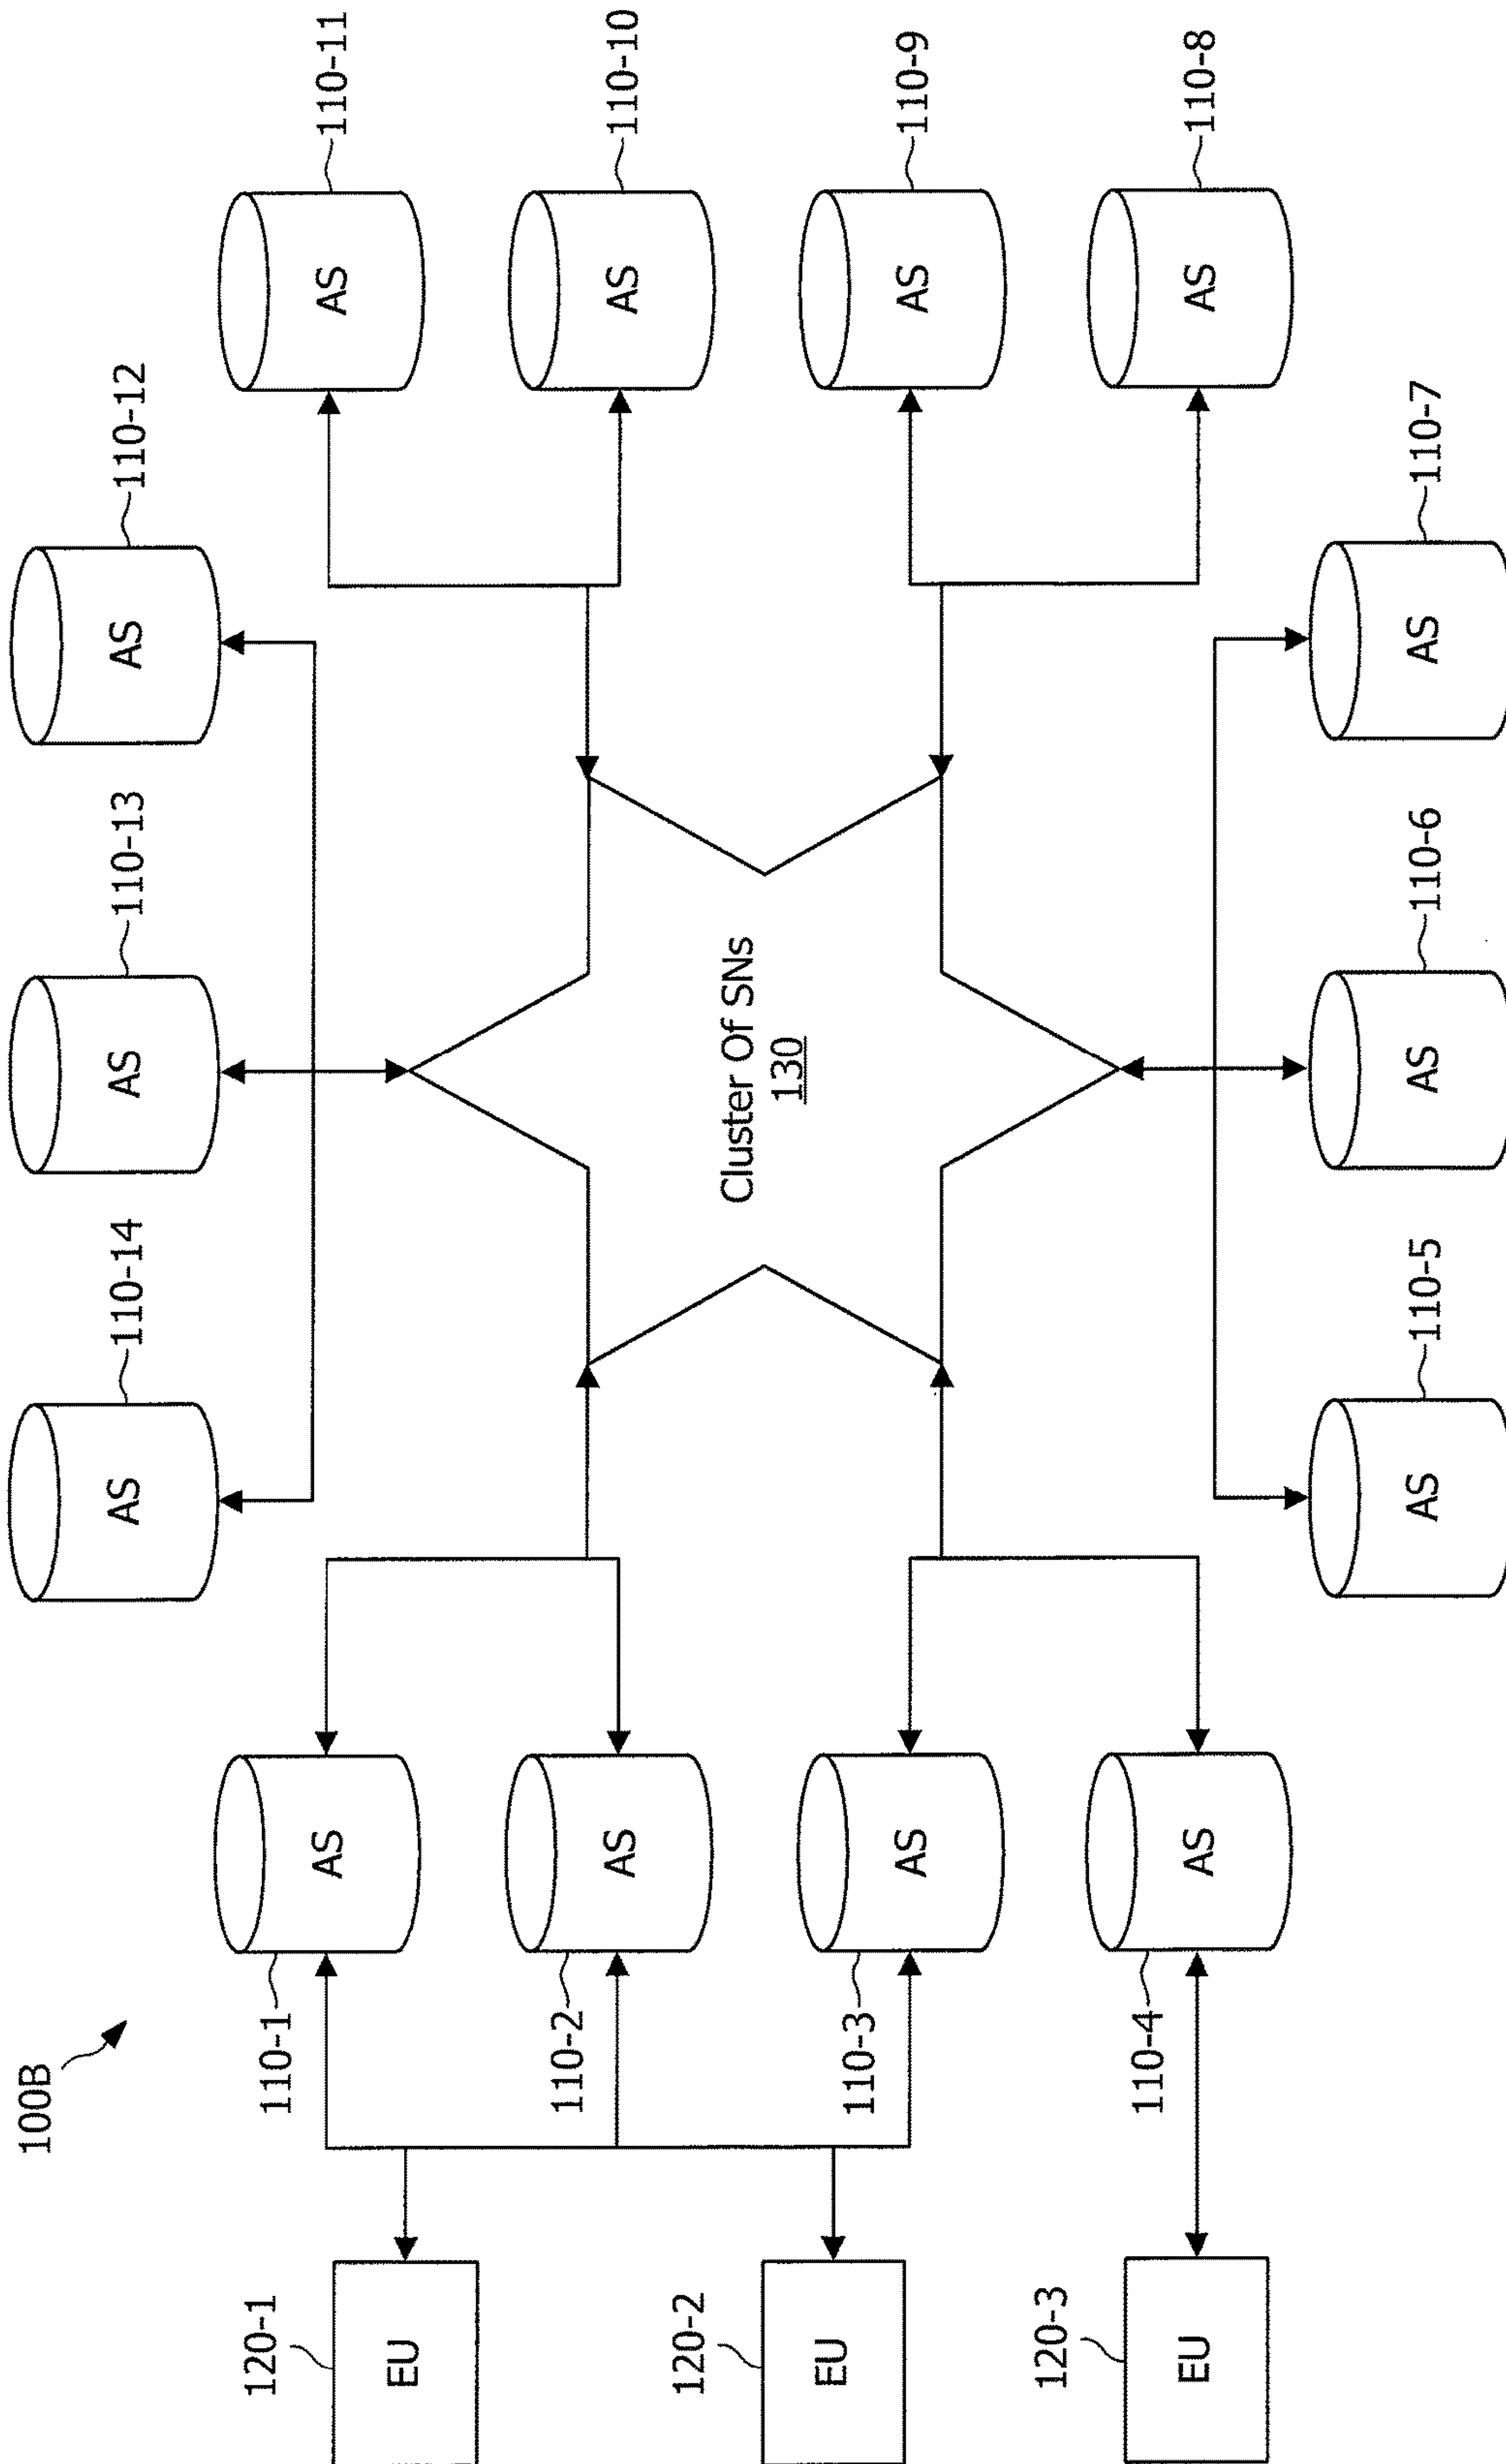 100B
110-14
AS
110-13
AS
110-12
AS
110-1
AS
110-11
AS
110-2
AS
110-10
AS
Cluster Of SNs
130
110-3
AS
110-9
AS
110-4
AS
110-8
AS
120-1
EU
120-2
EU
120-3
EU
110-5
AS
110-6
AS
110-7
AS